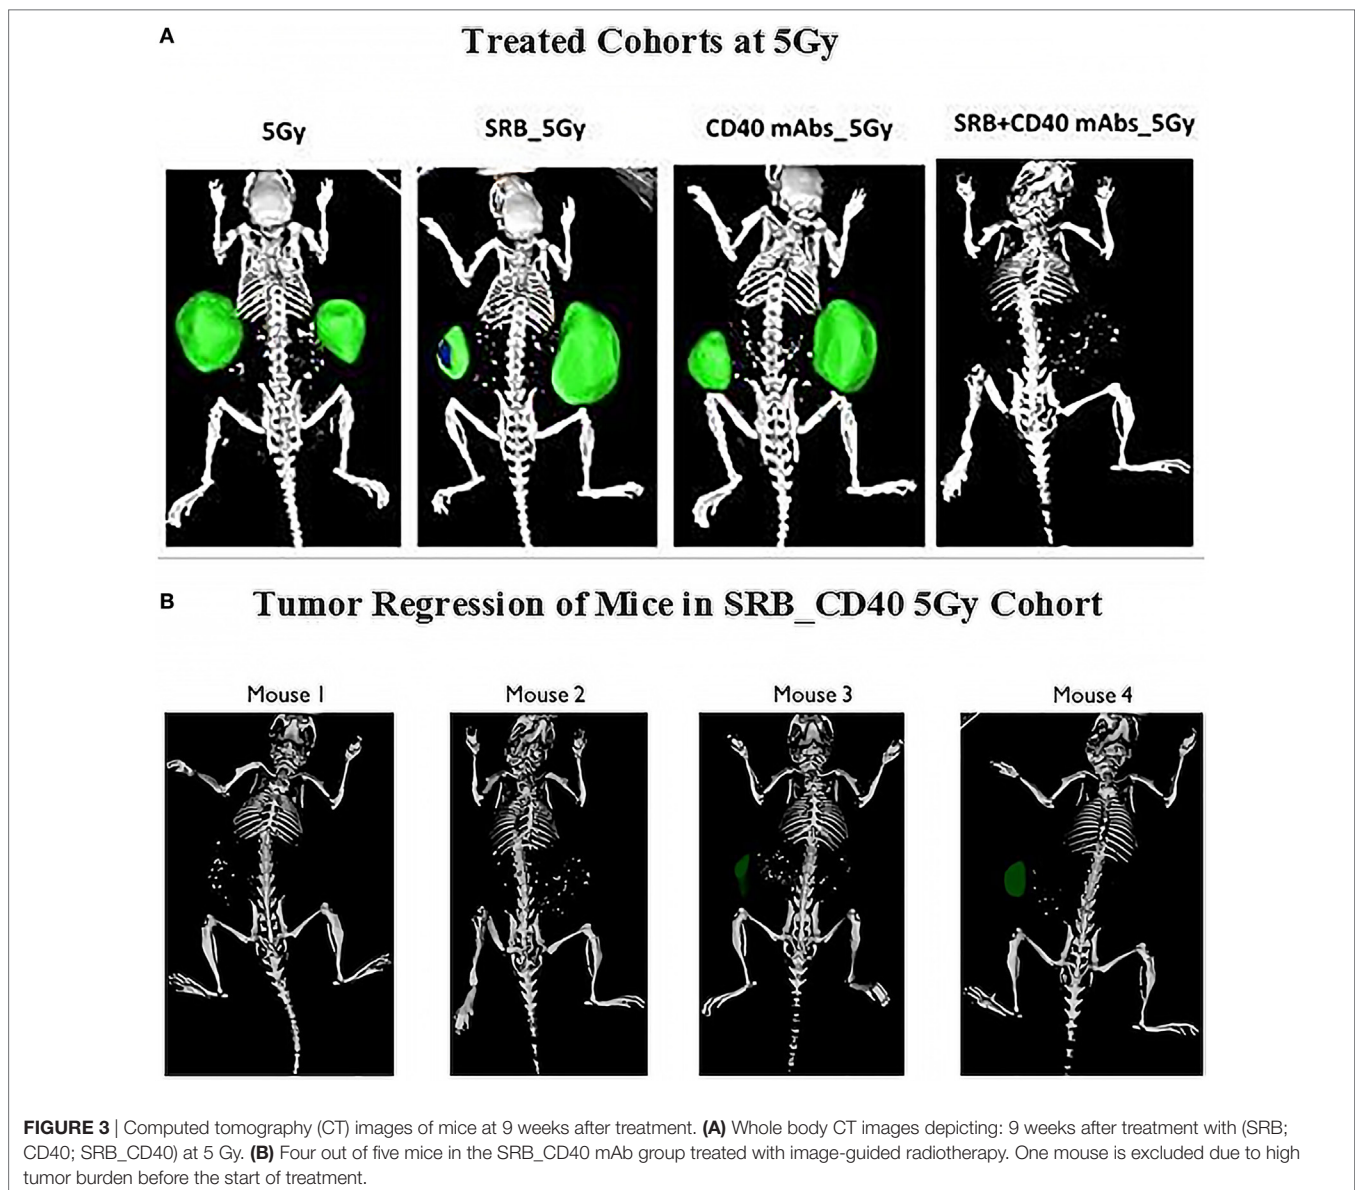 A
Treated Cohorts at 5Gy
5Gy
SRB_5Gy
CD40 mAbs_5Gy
SRB+CD40 mAbs_5Gy
B
Tumor Regression of Mice in SRB_CD40 5Gy Cohort
Mouse 1
Mouse 2
Mouse 3
Mouse 4
FIGURE 3 | Computed tomography (CT) images of mice at 9 weeks after treatment. (A) Whole body CT images depicting: 9 weeks after treatment with (SRB;
CD40; SRB_CD40) at 5 Gy. (B) Four out of five mice in the SRB_CD40 mAb group treated with image-guided radiotherapy. One mouse is excluded due to high
tumor burden before the start of treatment.